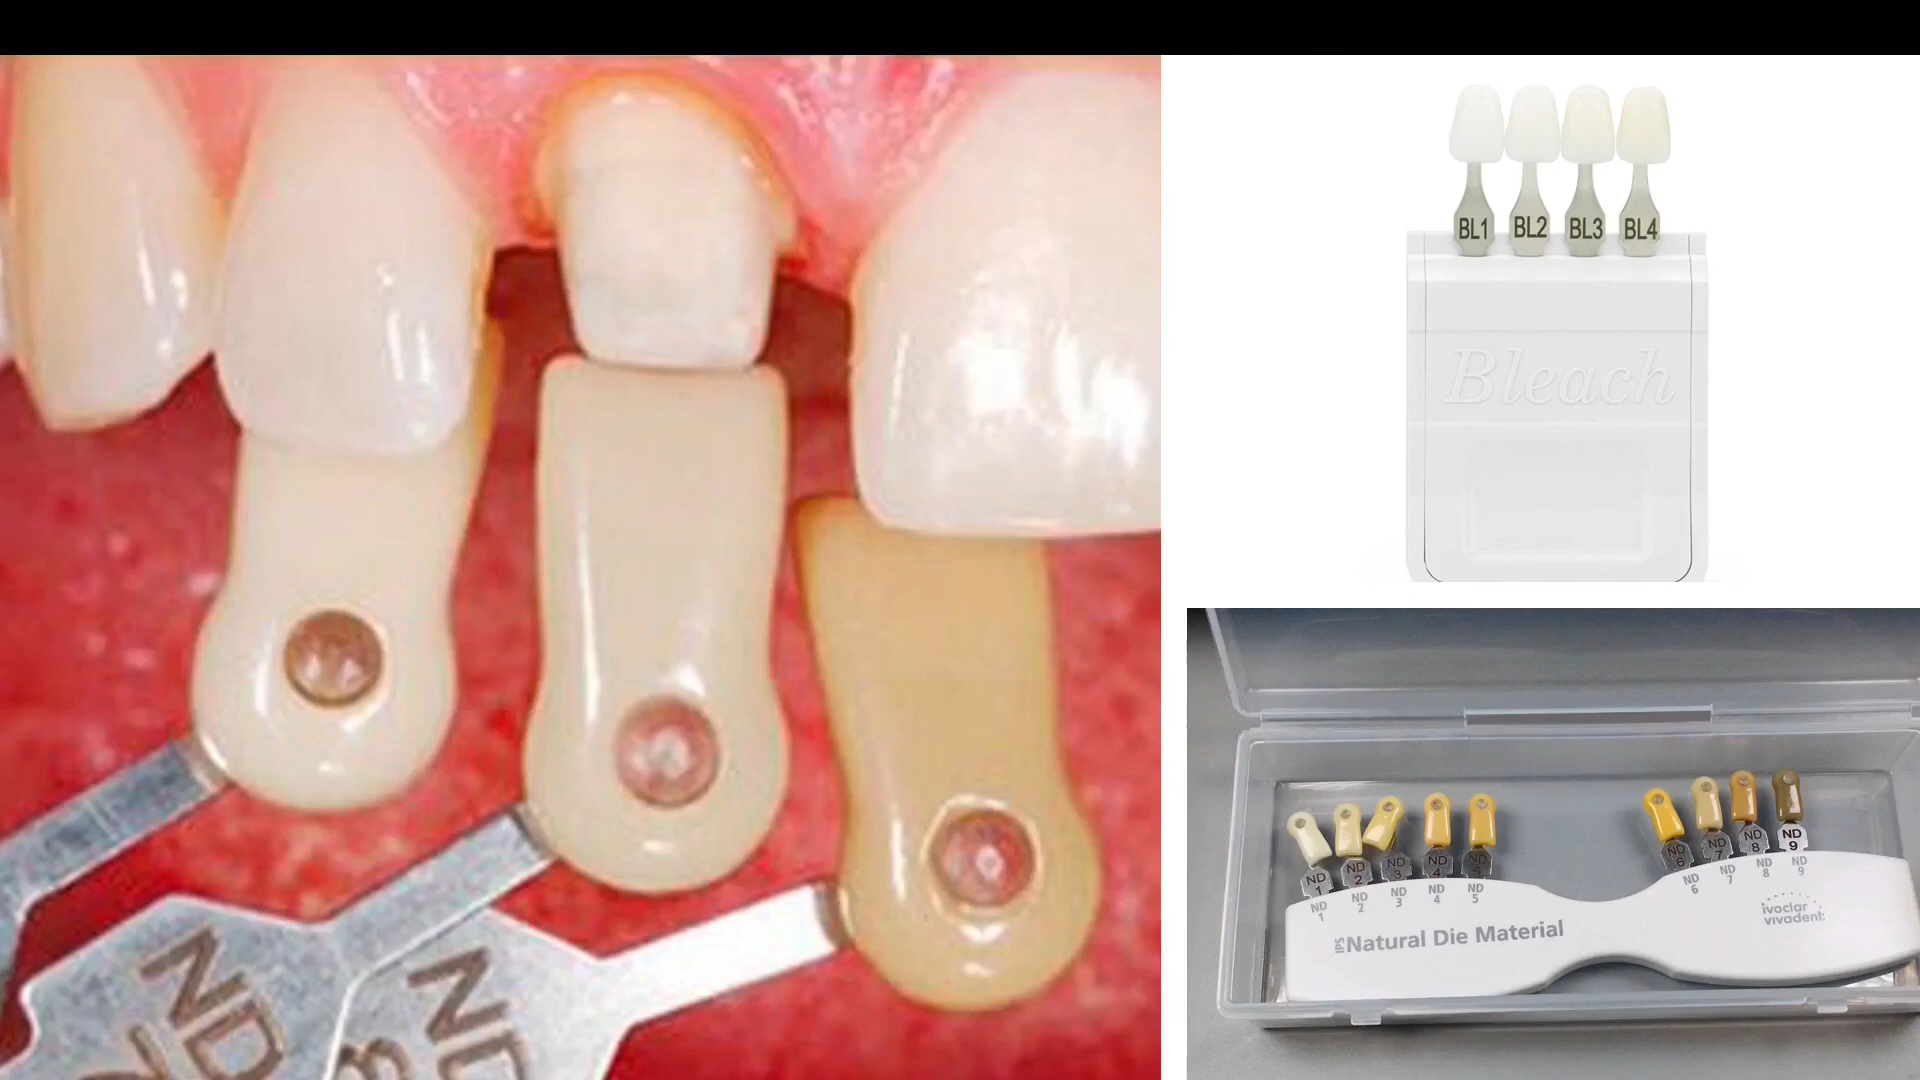 BL1 BL2 BL3 BL4
Bleach
ND
ND
ND 1 ND 2 ND 3 ND 4 ND 5 ND 6 ND 7 ND 8 ND 9
ND 1 ND 2 ND 3 ND 4 ND 5 ND 6 ND 7 ND 8 ND 9
IPS Natural Die Material
ivoclar
vivadent: